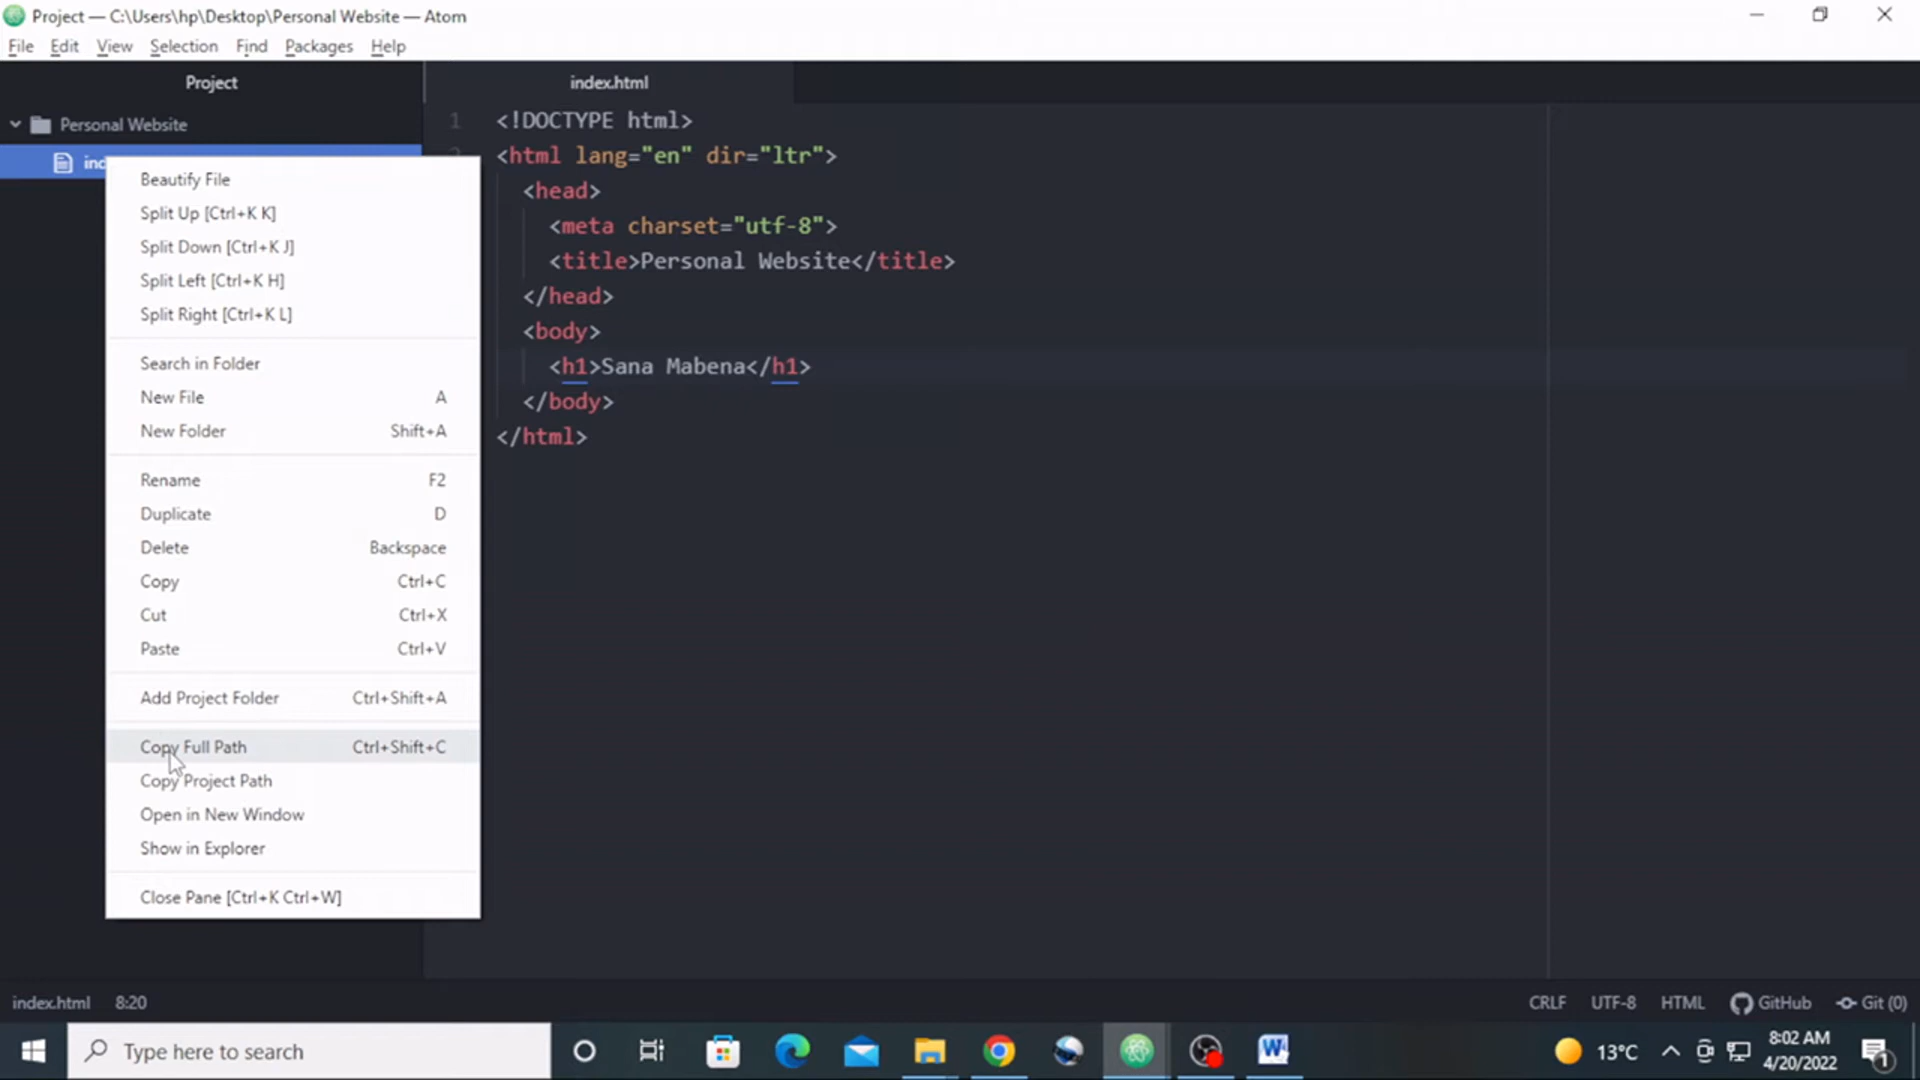 Project — C:\Users\hp\Desktop\Personal Website — Atom
File Edit View Selection Find Packages Help
Project
index.html
Personal Website
1 <!DOCTYPE html>
<html lang="en" dir="ltr">
<head>
<meta charset="utf-8">
<title>Personal Website</title>
</head>
<body>
<h1>Sana Mabena</h1>
</body>
</html>
Beautify File
Split Up [Ctrl+K K]
Split Down [Ctrl+K J]
Split Left [Ctrl+K H]
Split Right [Ctrl+K L]
Search in Folder
New File A
New Folder Shift+A
Rename F2
Duplicate D
Delete Backspace
Copy Ctrl+C
Cut Ctrl+X
Paste Ctrl+V
Add Project Folder Ctrl+Shift+A
Copy Full Path Ctrl+Shift+C
Copy Project Path
Open in New Window
Show in Explorer
Close Pane [Ctrl+K Ctrl+W]
index.html 8:20 CRLF UTF-8 HTML GitHub Git (0)
Type here to search
13°C
8:02 AM
4/20/2022
1